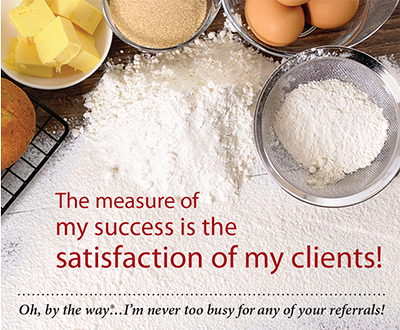 The measure of
my success is the
satisfaction of my clients!
Oh, by the way®...I'm never too busy for any of your referrals!